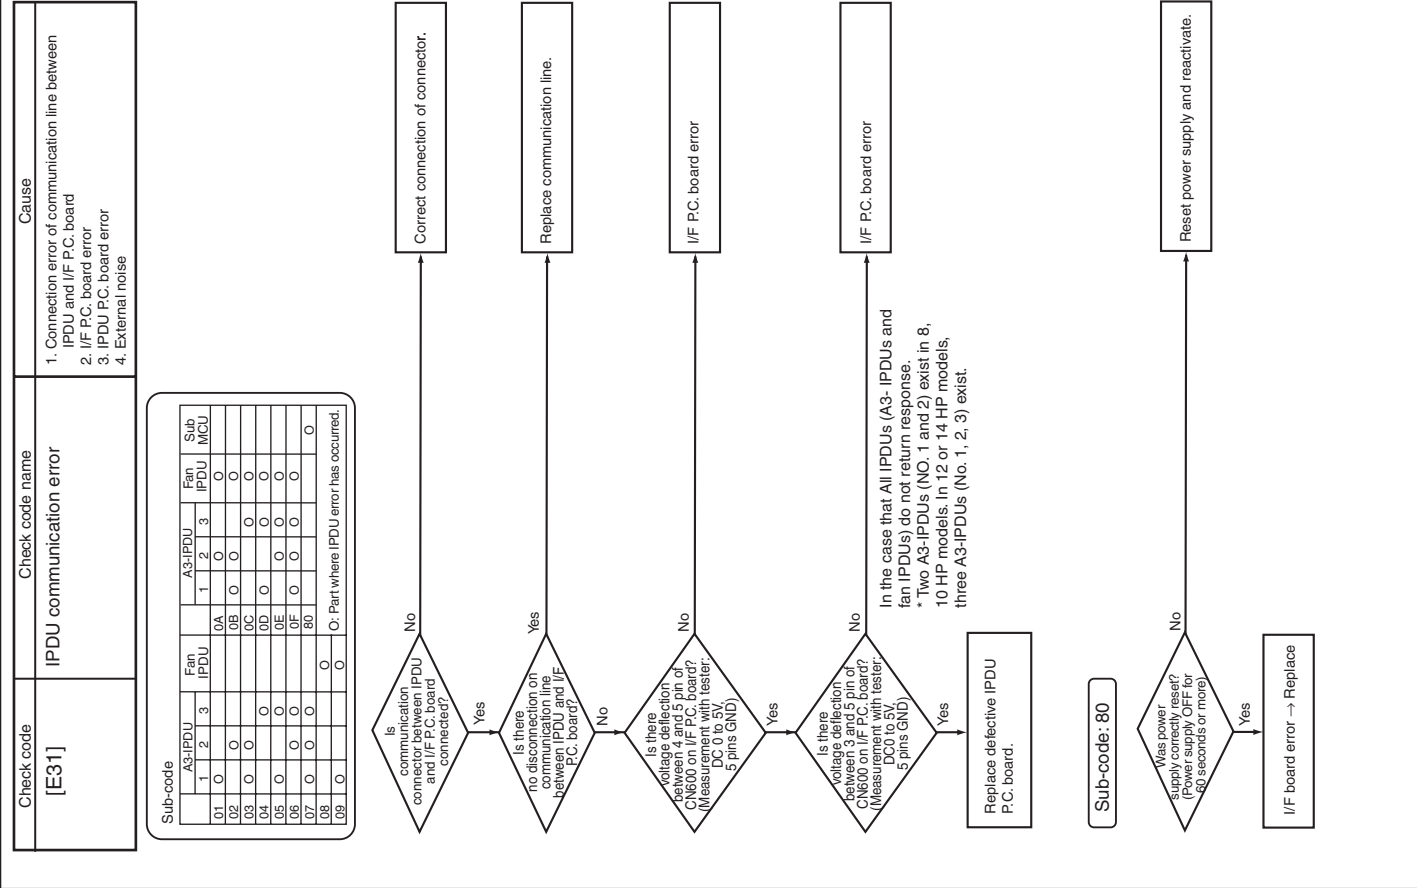 Check code Check code name Cause
[E31] IPDU communication error
1. Connection error of communication line between
IPDU and I/F P.C. board
2. I/F P.C. board error
3. IPDU P.C. board error
4. External noise
Sub-code
A3-IPDU Fan IPDU A3-IPDU Fan IPDU Sub MCU
1 2 3 1 2 3
01 O 0A O O
02 O 0B O O O
03 O O 0C O O
04 O 0D O O O
05 O O 0E O O O
06 O O 0F O O O O
07 O O O 80 O
08 O O: Part where IPDU error has occurred.
09 O O
Is
communication
connector between IPDU
and I/F P.C. board
connected?
No
Correct connection of connector.
Yes
Is there
no disconnection on
communication line
between IPDU and I/F
P.C. board?
Yes
Replace communication line.
No
Is there
voltage deflection
between 4 and 5 pin of
CN600 on I/F P.C. board?
(Measurement with tester:
DC 0 to 5V,
5 pins GND)
No
I/F P.C. board error
Yes
Is there
voltage deflection
between 3 and 5 pin of
CN600 on I/F P.C. board?
(Measurement with tester:
DC0 to 5V,
5 pins GND)
No
I/F P.C. board error
In the case that All IPDUs (A3- IPDUs and
fan IPDUs) do not return response.
* Two A3-IPDUs (NO. 1 and 2) exist in 8,
10 HP models. In 12 or 14 HP models,
three A3-IPDUs (No. 1, 2, 3) exist.
Yes
Replace defective IPDU
P.C. board.
Sub-code: 80
Was power
supply correctly reset?
(Power supply OFF for
60 seconds or more)
No
Reset power supply and reactivate.
Yes
I/F board error → Replace